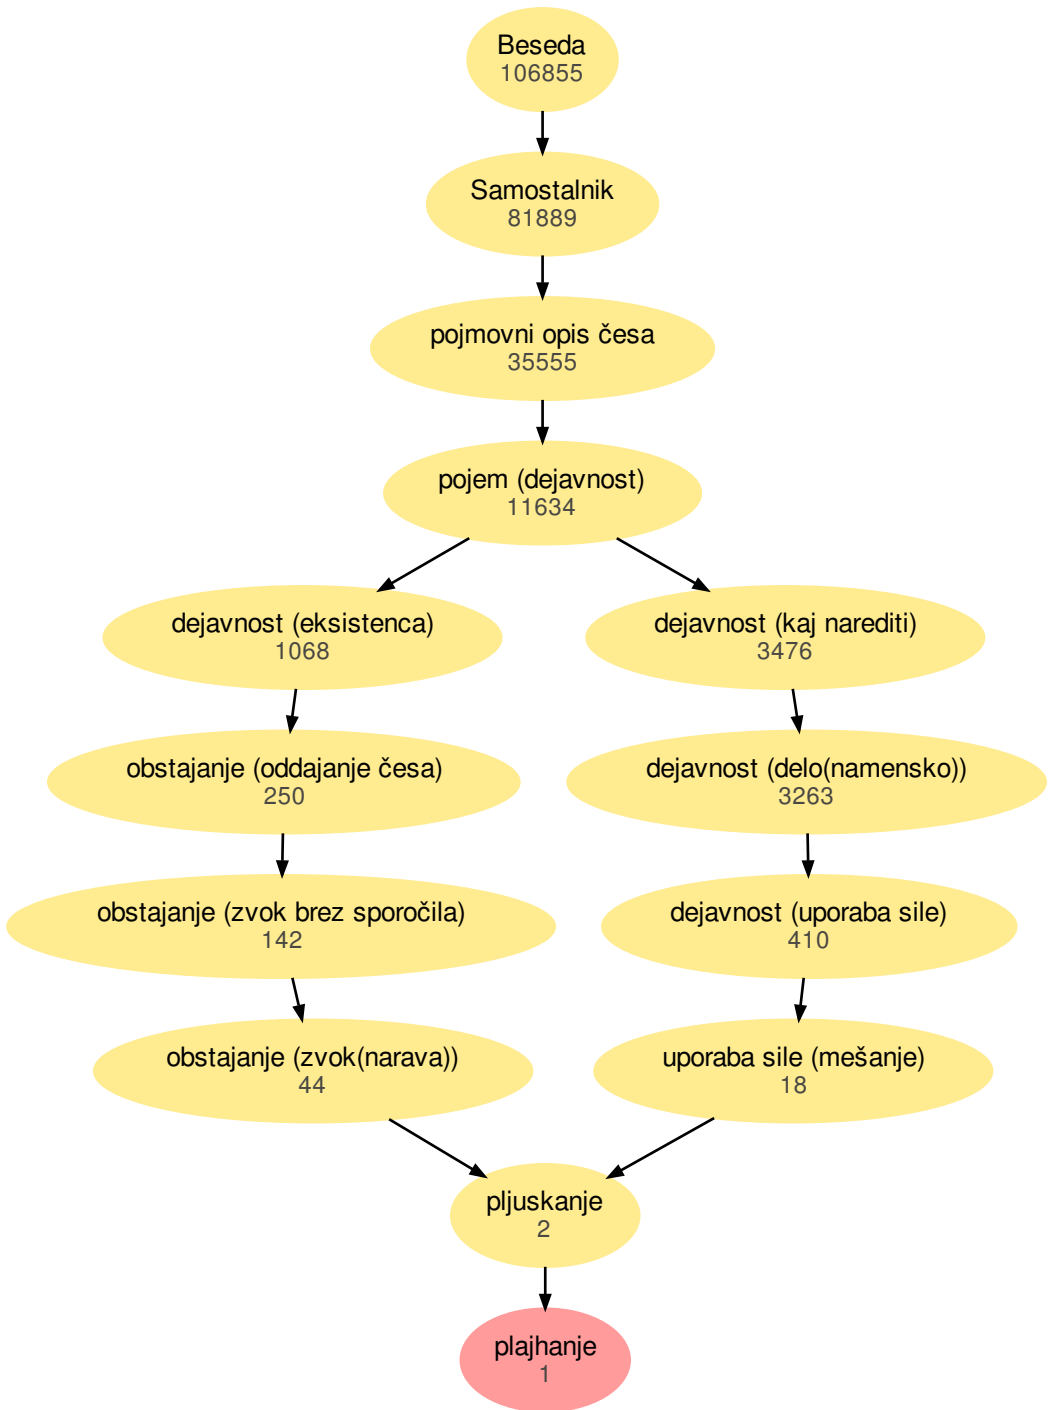 Beseda
106855
Samostalnik
81889
pojmovni opis česa
35555
pojem (dejavnost)
11634
dejavnost (eksistenca)
1068
dejavnost (kaj narediti)
3476
obstajanje (oddajanje česa)
250
dejavnost (delo(namensko))
3263
obstajanje (zvok brez sporočila)
142
dejavnost (uporaba sile)
410
obstajanje (zvok(narava))
44
uporaba sile (mešanje)
18
pljuskanje
2
plajhanje
1